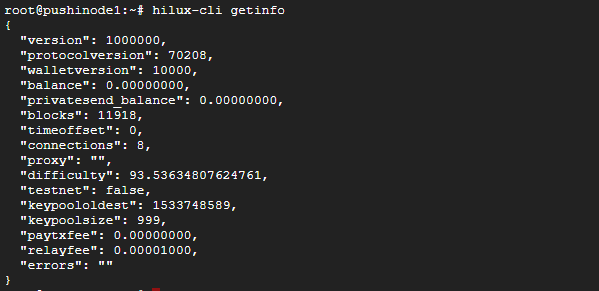 root@pushinode1:~# hilux-cli getinfo
{
  "version": 1000000,
  "protocolversion": 70208,
  "walletversion": 10000,
  "balance": 0.00000000,
  "privatesend_balance": 0.00000000,
  "blocks": 11918,
  "timeoffset": 0,
  "connections": 8,
  "proxy": "",
  "difficulty": 93.53634807624761,
  "testnet": false,
  "keypoololdest": 1533748589,
  "keypoolsize": 999,
  "paytxfee": 0.00000000,
  "relayfee": 0.00001000,
  "errors": ""
}